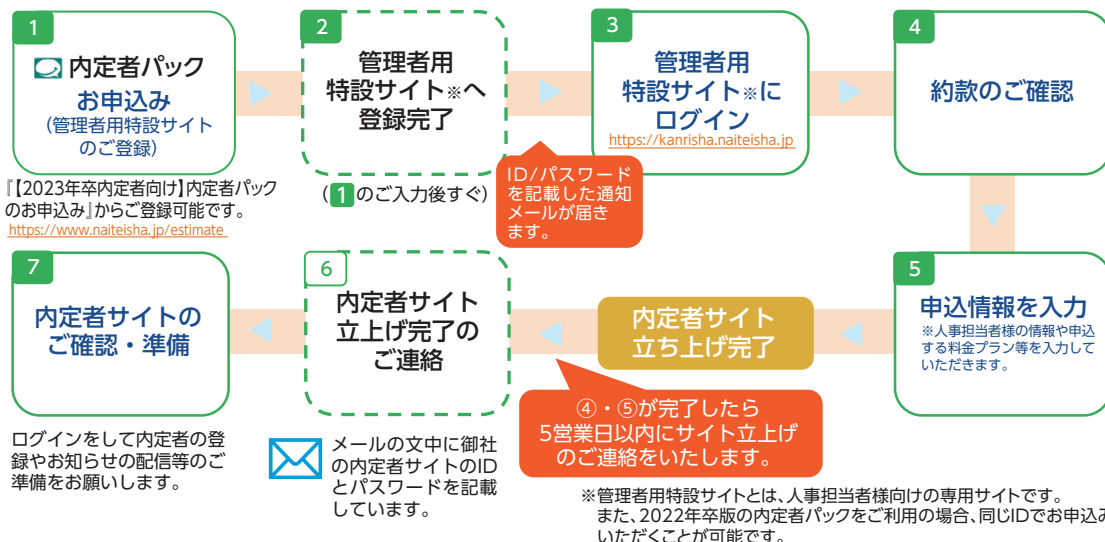 1
内定者パック
お申込み
(管理者用特設サイト
のご登録)
『【2023年卒内定者向け】内定者パック
のお申込み』からご登録可能です。
https://www.naiteisha.jp/estimate
2
管理者用
特設サイト※へ
登録完了
(1のご入力後すぐ)
ID/パスワード
を記載した通知
メールが届き
ます。
3
管理者用
特設サイト※に
ログイン
https://kanrisha.naiteisha.jp
4
約款のご確認
5
申込情報を入力
※人事担当者様の情報や申込
する料金プラン等を入力して
いただきます。
内定者サイト
立ち上げ完了
④・⑤が完了したら
5営業日以内にサイト立上げ
のご連絡をいたします。
6
内定者サイト
立上げ完了の
ご連絡
メールの文中に御社
の内定者サイトのID
とパスワードを記載
しています。
7
内定者サイトの
ご確認・準備
ログインをして内定者の登
録やお知らせの配信等のご
準備をお願いします。
※管理者用特設サイトとは、人事担当者様向けの専用サイトです。
また、2022年卒版の内定者パックをご利用の場合、同じIDでお申込み
いただくことが可能です。